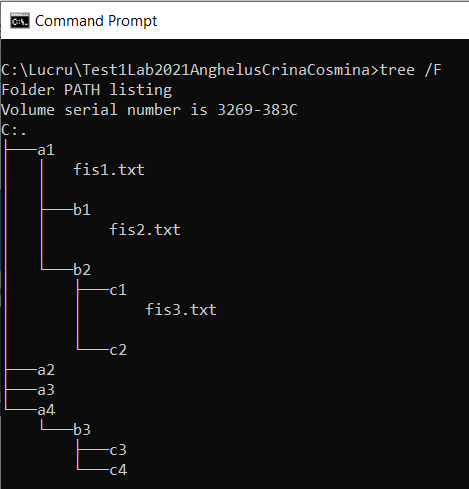 Command Prompt
C:\Lucru\Test1Lab2021AnghelusCrinaCosmina>tree /F
Folder PATH listing
Volume serial number is 3269-383C
C:.
├───a1
│   │   fis1.txt
│   │
│   ├───b1
│   │       fis2.txt
│   │
│   └───b2
│       ├───c1
│       │       fis3.txt
│       │
│       └───c2
├───a2
├───a3
└───a4
    └───b3
        ├───c3
        └───c4